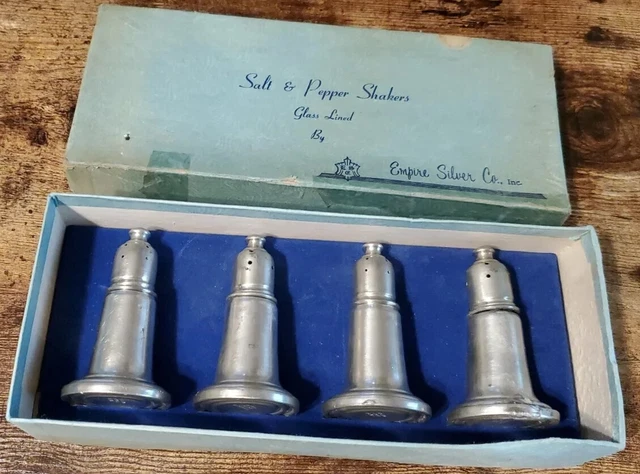 Salt & Pepper Shakers
Glass Lined
By
Empire Silver Co., Inc.